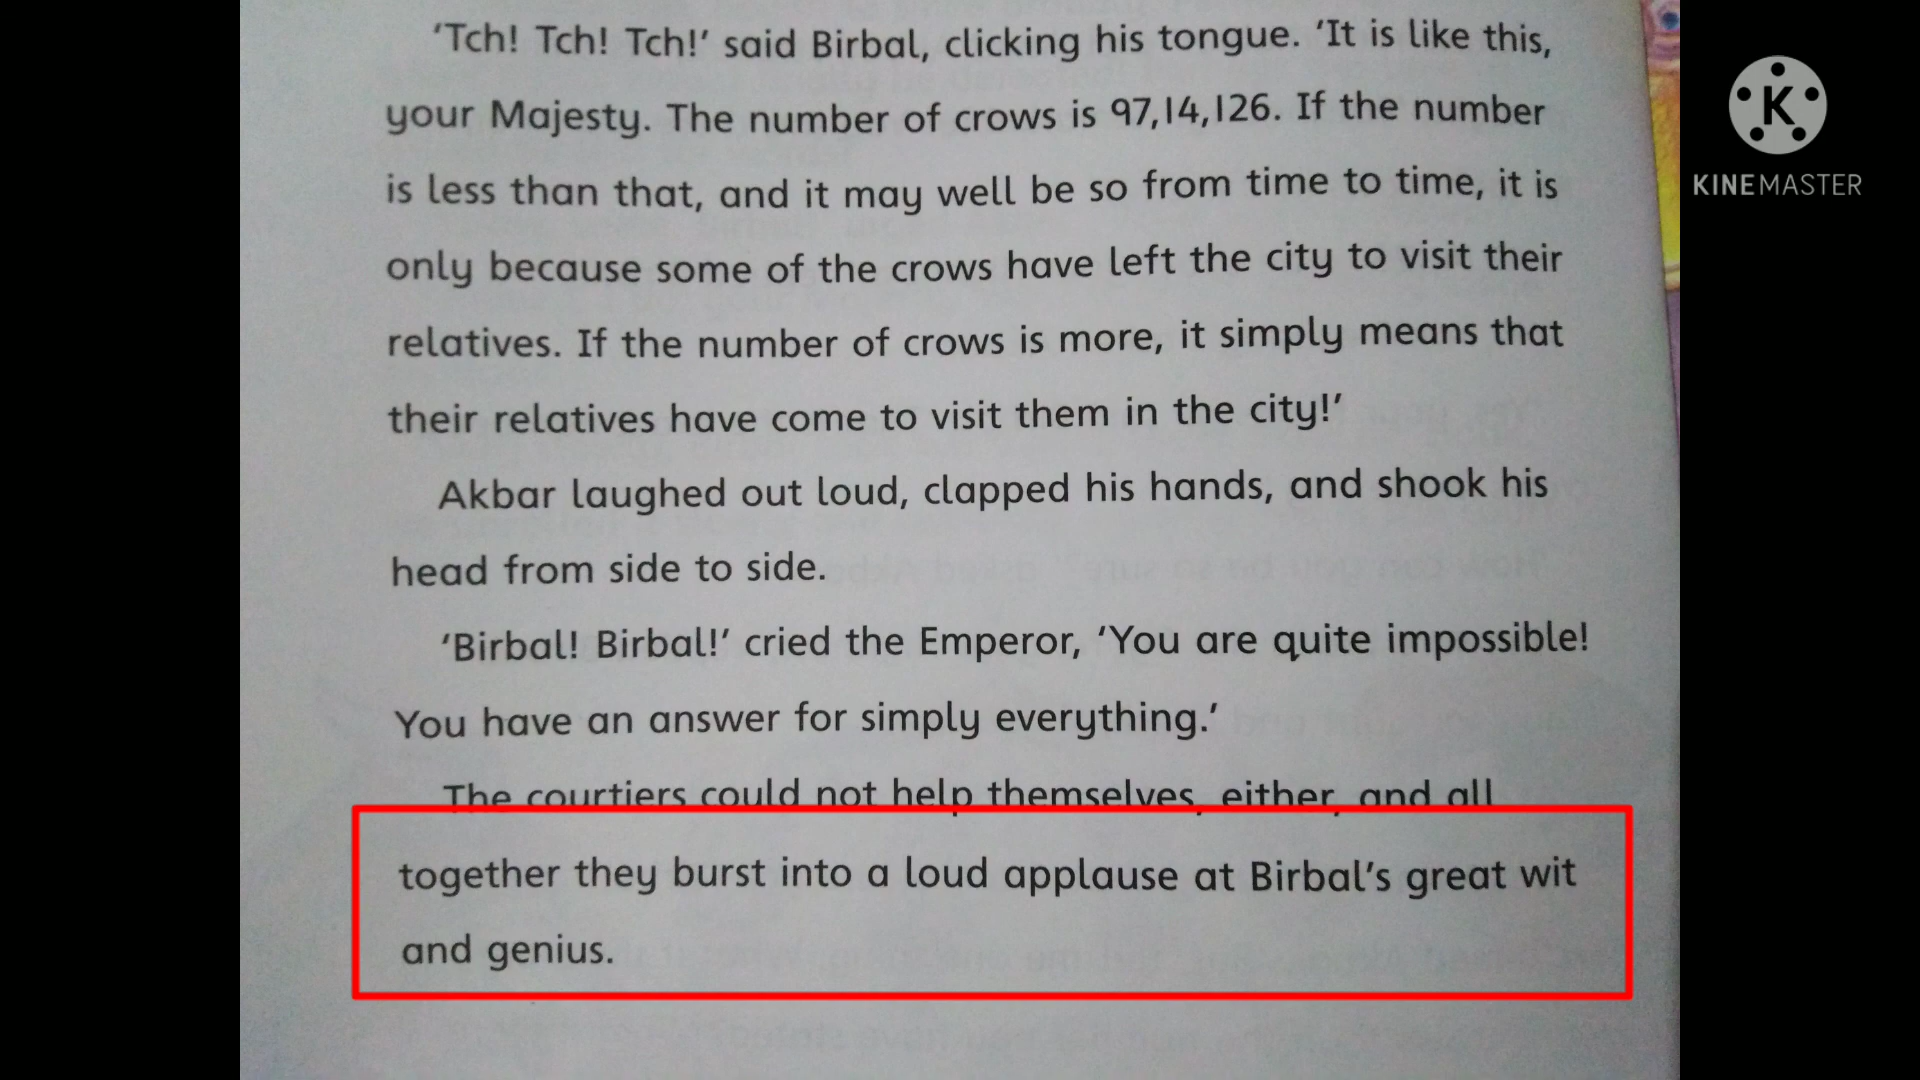 ‘Tch! Tch! Tch!’ said Birbal, clicking his tongue. ‘It is like this,
your Majesty. The number of crows is 97,14,126. If the number
is less than that, and it may well be so from time to time, it is
only because some of the crows have left the city to visit their
relatives. If the number of crows is more, it simply means that
their relatives have come to visit them in the city!’
Akbar laughed out loud, clapped his hands, and shook his
head from side to side.
‘Birbal! Birbal!’ cried the Emperor, ‘You are quite impossible!
You have an answer for simply everything.’
The courtiers could not help themselves, either, and all
together they burst into a loud applause at Birbal’s great wit
and genius.
K
KINEMASTER